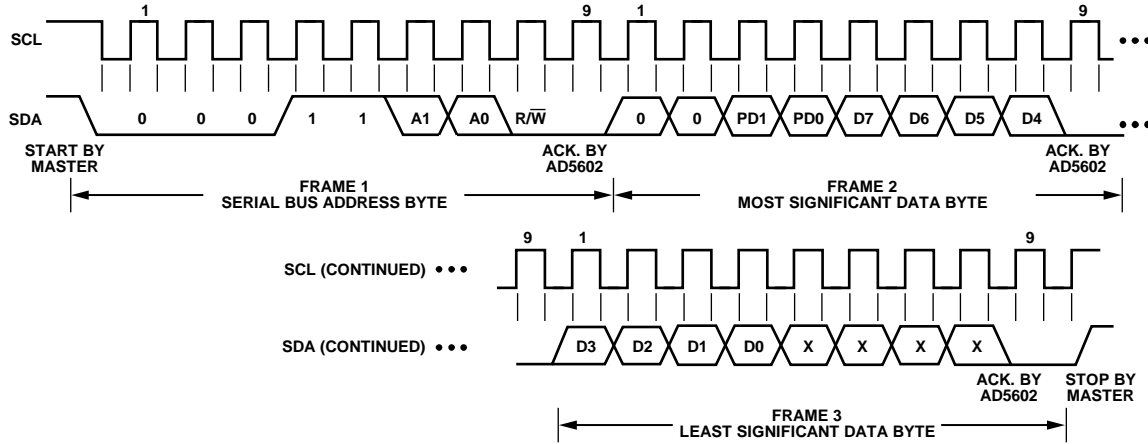 1 9 1 9
SCL
SDA 0 0 0 1 1 A1 A0 R/W̅ 0 0 PD1 PD0 D7 D6 D5 D4
START BY
MASTER
ACK. BY
AD5602
ACK. BY
AD5602
FRAME 1
SERIAL BUS ADDRESS BYTE
FRAME 2
MOST SIGNIFICANT DATA BYTE
9 1 9
SCL (CONTINUED)
SDA (CONTINUED) D3 D2 D1 D0 X X X X
ACK. BY
AD5602
STOP BY
MASTER
FRAME 3
LEAST SIGNIFICANT DATA BYTE